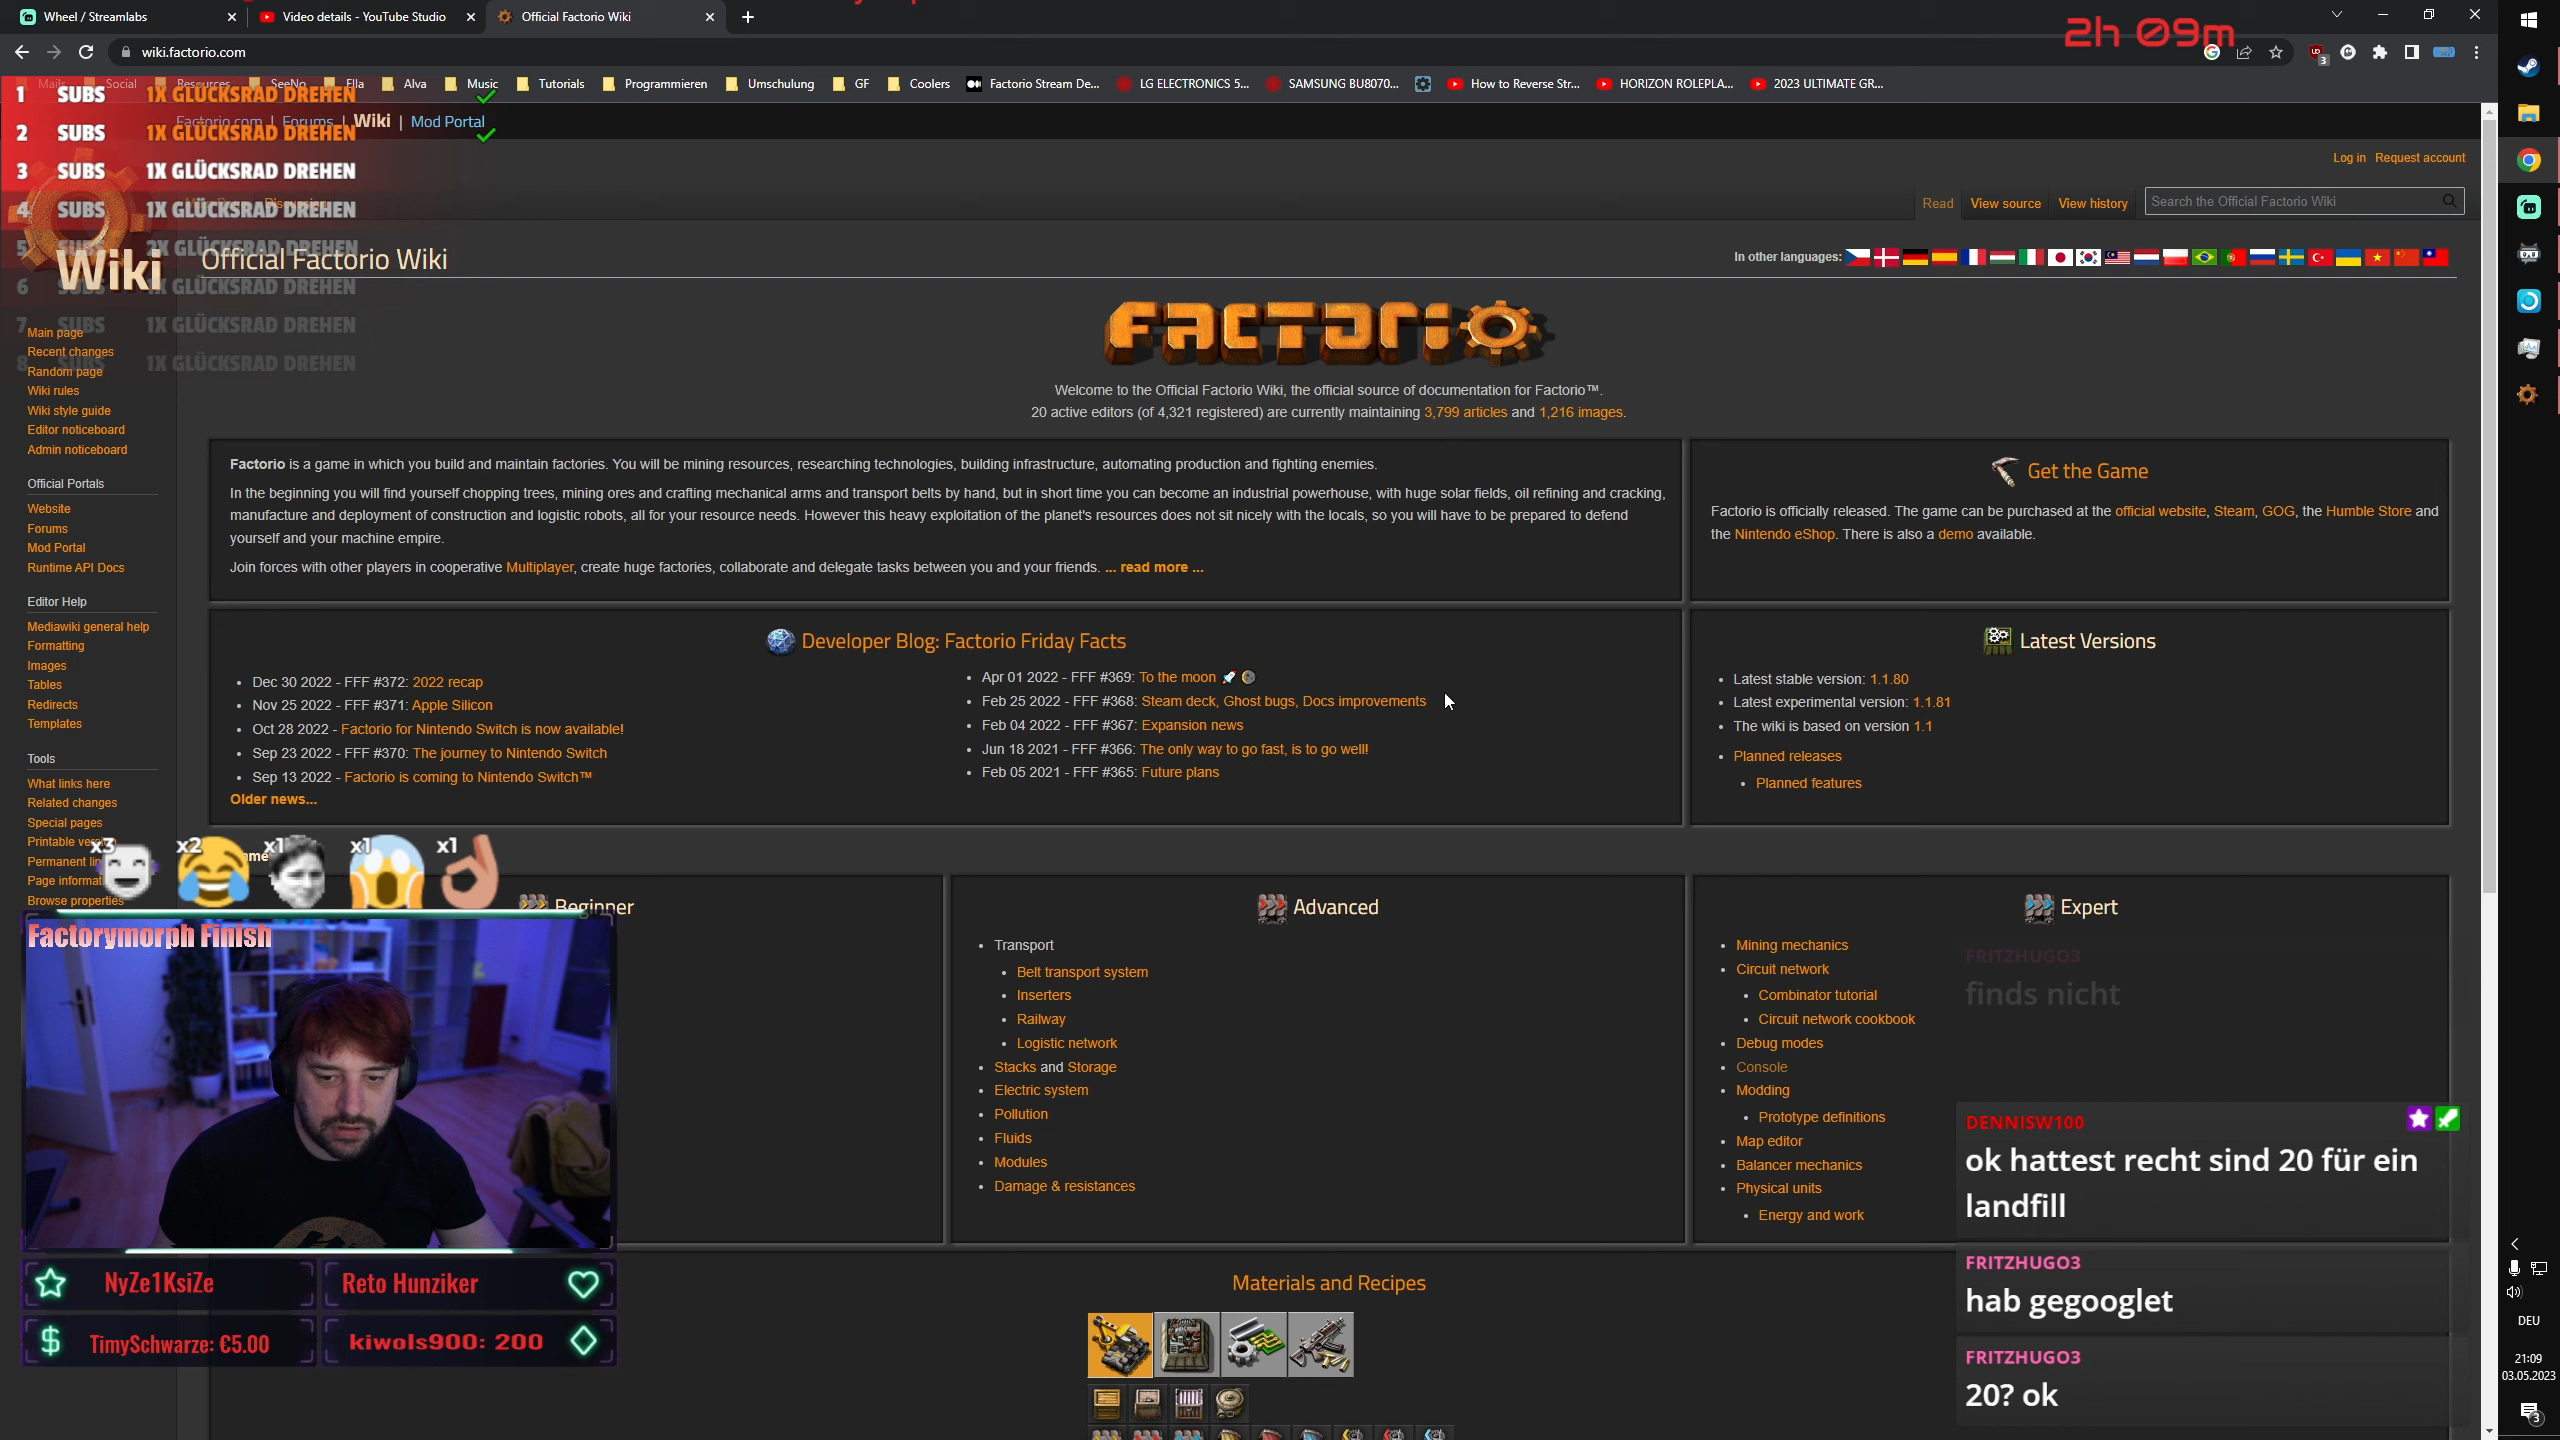 Wheel / Streamlabs
Video details - YouTube Studio
Official Factorio Wiki
2h 09m
wiki.factorio.com
Mails
Social
Resources
SeeNo
Ella
Alva
Music
Tutorials
Programmieren
Umschulung
GF
Coolers
Factorio Stream De...
LG ELECTRONICS 5...
SAMSUNG BU8070...
How to Reverse Str...
HORIZON ROLEPLA...
2023 ULTIMATE GR...
1 SUBS 1X GLÜCKSRAD DREHEN
2 SUBS 1X GLÜCKSRAD DREHEN
3 SUBS 1X GLÜCKSRAD DREHEN
4 SUBS 1X GLÜCKSRAD DREHEN
5 SUBS 2X GLÜCKSRAD DREHEN
6 SUBS 1X GLÜCKSRAD DREHEN
7 SUBS 1X GLÜCKSRAD DREHEN
8 SUBS 1X GLÜCKSRAD DREHEN
Factorio.com | Forums | Wiki | Mod Portal
Log in Request account
Read View source View history
Search the Official Factorio Wiki
Wiki
Official Factorio Wiki
In other languages:
FACTORIO
Welcome to the Official Factorio Wiki, the official source of documentation for Factorio™.
20 active editors (of 4,321 registered) are currently maintaining 3,799 articles and 1,216 images.
Main page
Recent changes
Random page
Wiki rules
Wiki style guide
Editor noticeboard
Admin noticeboard
Official Portals
Website
Forums
Mod Portal
Runtime API Docs
Editor Help
Mediawiki general help
Formatting
Images
Tables
Redirects
Templates
Tools
What links here
Related changes
Special pages
Printable
Permanent
Page
Browse properties
Factorio is a game in which you build and maintain factories. You will be mining resources, researching technologies, building infrastructure, automating production and fighting enemies.
In the beginning you will find yourself chopping trees, mining ores and crafting mechanical arms and transport belts by hand, but in short time you can become an industrial powerhouse, with huge solar fields, oil refining and cracking,
manufacture and deployment of construction and logistic robots, all for your resource needs. However this heavy exploitation of the planet's resources does not sit nicely with the locals, so you will have to be prepared to defend
yourself and your machine empire.
Join forces with other players in cooperative Multiplayer, create huge factories, collaborate and delegate tasks between you and your friends. ... read more ...
Get the Game
Factorio is officially released. The game can be purchased at the official website, Steam, GOG, the Humble Store and
the Nintendo eShop. There is also a demo available.
Developer Blog: Factorio Friday Facts
Dec 30 2022 - FFF #372: 2022 recap
Nov 25 2022 - FFF #371: Apple Silicon
Oct 28 2022 - Factorio for Nintendo Switch is now available!
Sep 23 2022 - FFF #370: The journey to Nintendo Switch
Sep 13 2022 - Factorio is coming to Nintendo Switch™
Older news...
Apr 01 2022 - FFF #369: To the moon
Feb 25 2022 - FFF #368: Steam deck, Ghost bugs, Docs improvements
Feb 04 2022 - FFF #367: Expansion news
Jun 18 2021 - FFF #366: The only way to go fast, is to go well!
Feb 05 2021 - FFF #365: Future plans
Latest Versions
Latest stable version: 1.1.80
Latest experimental version: 1.1.81
The wiki is based on version 1.1
Planned releases
Planned features
x3 x2 x1 x1 x1
Beginner
Advanced
Transport
Belt transport system
Inserters
Railway
Logistic network
Stacks and Storage
Electric system
Pollution
Fluids
Modules
Damage & resistances
Expert
Mining mechanics
Circuit network
Combinator tutorial
Circuit network cookbook
Debug modes
Console
Modding
Prototype definitions
Map editor
Balancer mechanics
Physical units
Energy and work
Materials and Recipes
Factorymorph Finish
NyZe1KsiZe
Reto Hunziker
TimySchwarze: €5.00
kiwols900: 200
FRITZHUGO3
finds nicht
DENNISW100
ok hattest recht sind 20 für ein
landfill
FRITZHUGO3
hab gegooglet
FRITZHUGO3
20? ok
DEU
21:09
03.05.2023
3